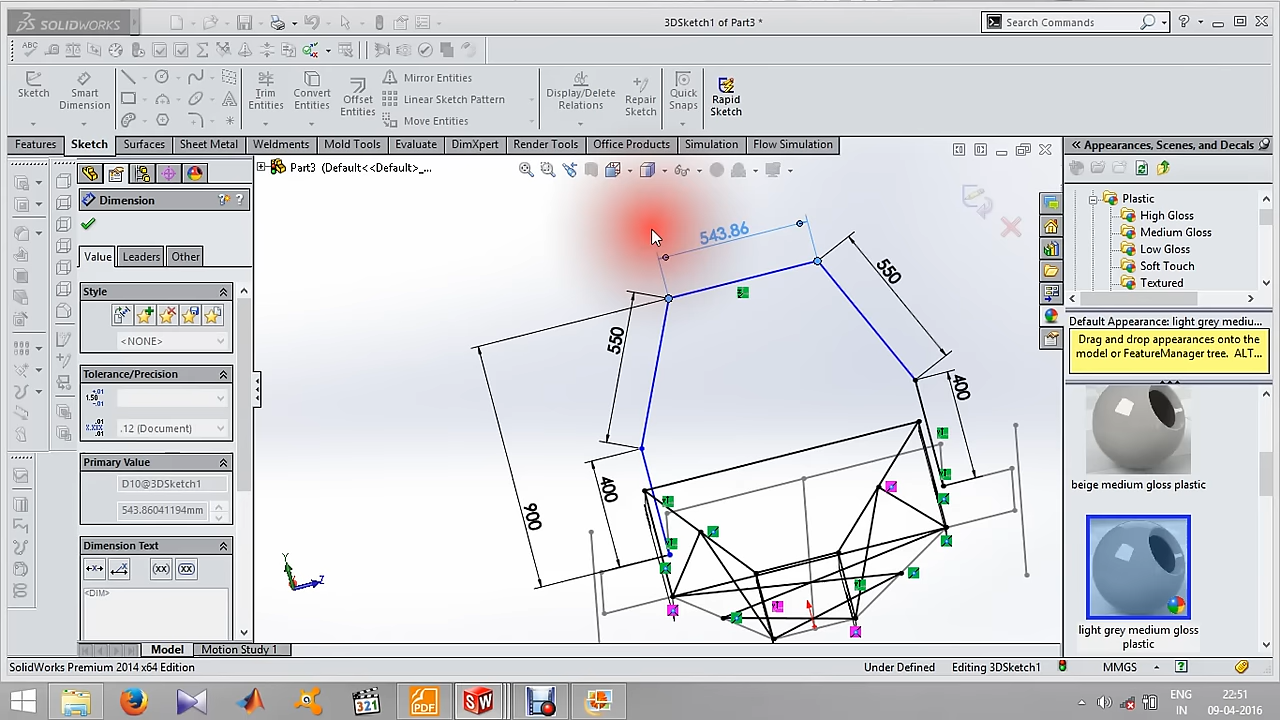 SOLIDWORKS
3DSketch1 of Part3 *
Search Commands
Sketch
Smart Dimension
Trim Entities
Convert Entities
Offset Entities
Mirror Entities
Linear Sketch Pattern
Move Entities
Display/Delete Relations
Repair Sketch
Quick Snaps
Rapid Sketch
Features
Sketch
Surfaces
Sheet Metal
Weldments
Mold Tools
Evaluate
DimXpert
Render Tools
Office Products
Simulation
Flow Simulation
Part3 (Default<<Default>_...
Dimension
Value
Leaders
Other
Style
<NONE>
Tolerance/Precision
.12 (Document)
Primary Value
D10@3DSketch1
543.86041194mm
Dimension Text
<DIM>
543.86
550
550
400
400
900
Y
Z
Appearances, Scenes, and Decals
Plastic
High Gloss
Medium Gloss
Low Gloss
Soft Touch
Textured
Default Appearance: light grey mediu...
Drag and drop appearances onto the
model or FeatureManager tree. ALT...
beige medium gloss plastic
light grey medium gloss
plastic
Model
Motion Study 1
SolidWorks Premium 2014 x64 Edition
Under Defined
Editing 3DSketch1
MMGS
321
PDF
SW
ENG
IN
22:51
09-04-2016